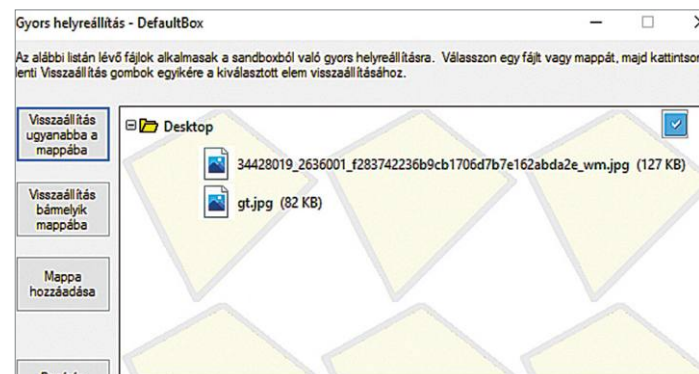 Gyors helyreállítás - DefaultBox
Az alábbi listán lévő fájlok alkalmasak a sandboxból való gyors helyreállításra. Válasszon egy fájlt vagy mappát, majd kattintson
lenti Visszaállítás gombok egyikére a kiválasztott elem visszaállításához.
Visszaállítás
ugyanabba a
mappába
Desktop
34428019_2636001_f283742236b9cb1706d7b7e162abda2e_wm.jpg (127 KB)
gt.jpg (82 KB)
Visszaállítás
bármelyik
mappába
Mappa
hozzáadása